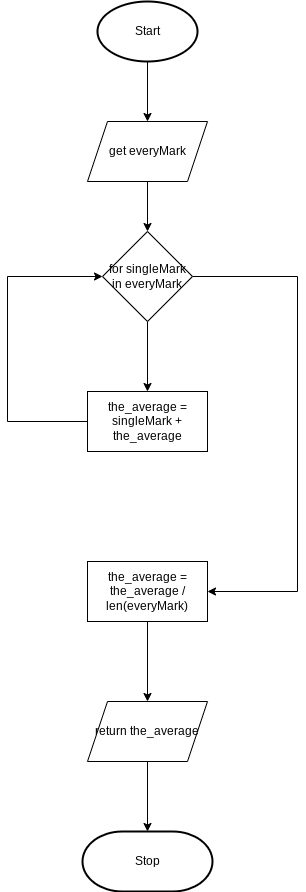 Start
get everyMark
for singleMark
in everyMark
the_average =
singleMark +
the_average
the_average =
the_average /
len(everyMark)
return the_average
Stop